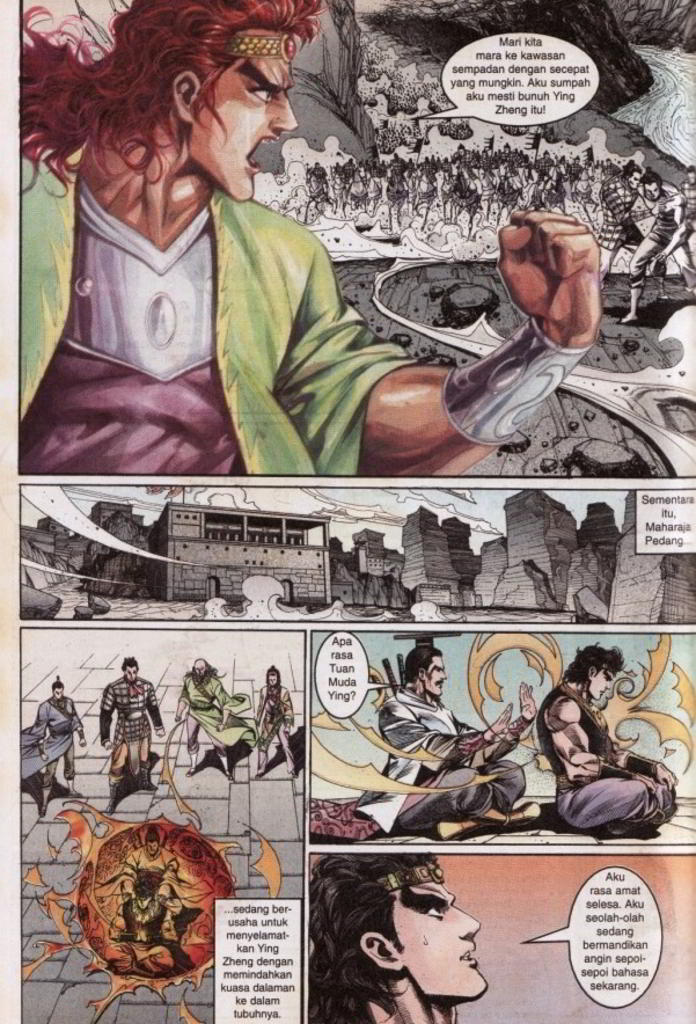 Mari kita
mara ke kawasan
sempadan dengan secepat
yang mungkin. Aku sumpah
aku mesti bunuh Ying
Zheng itu!
Sementara
itu,
Maharaja
Pedang...
Apa
rasa
Tuan
Muda
Ying?
...sedang ber-
usaha untuk
menyelamat-
kan Ying
Zheng dengan
memindahkan
kuasa dalaman
ke dalam
tubuhnya.
Aku
rasa amat
selesa. Aku
seolah-olah
sedang
bermandikan
angin sepoi-
sepoi bahasa
sekarang.